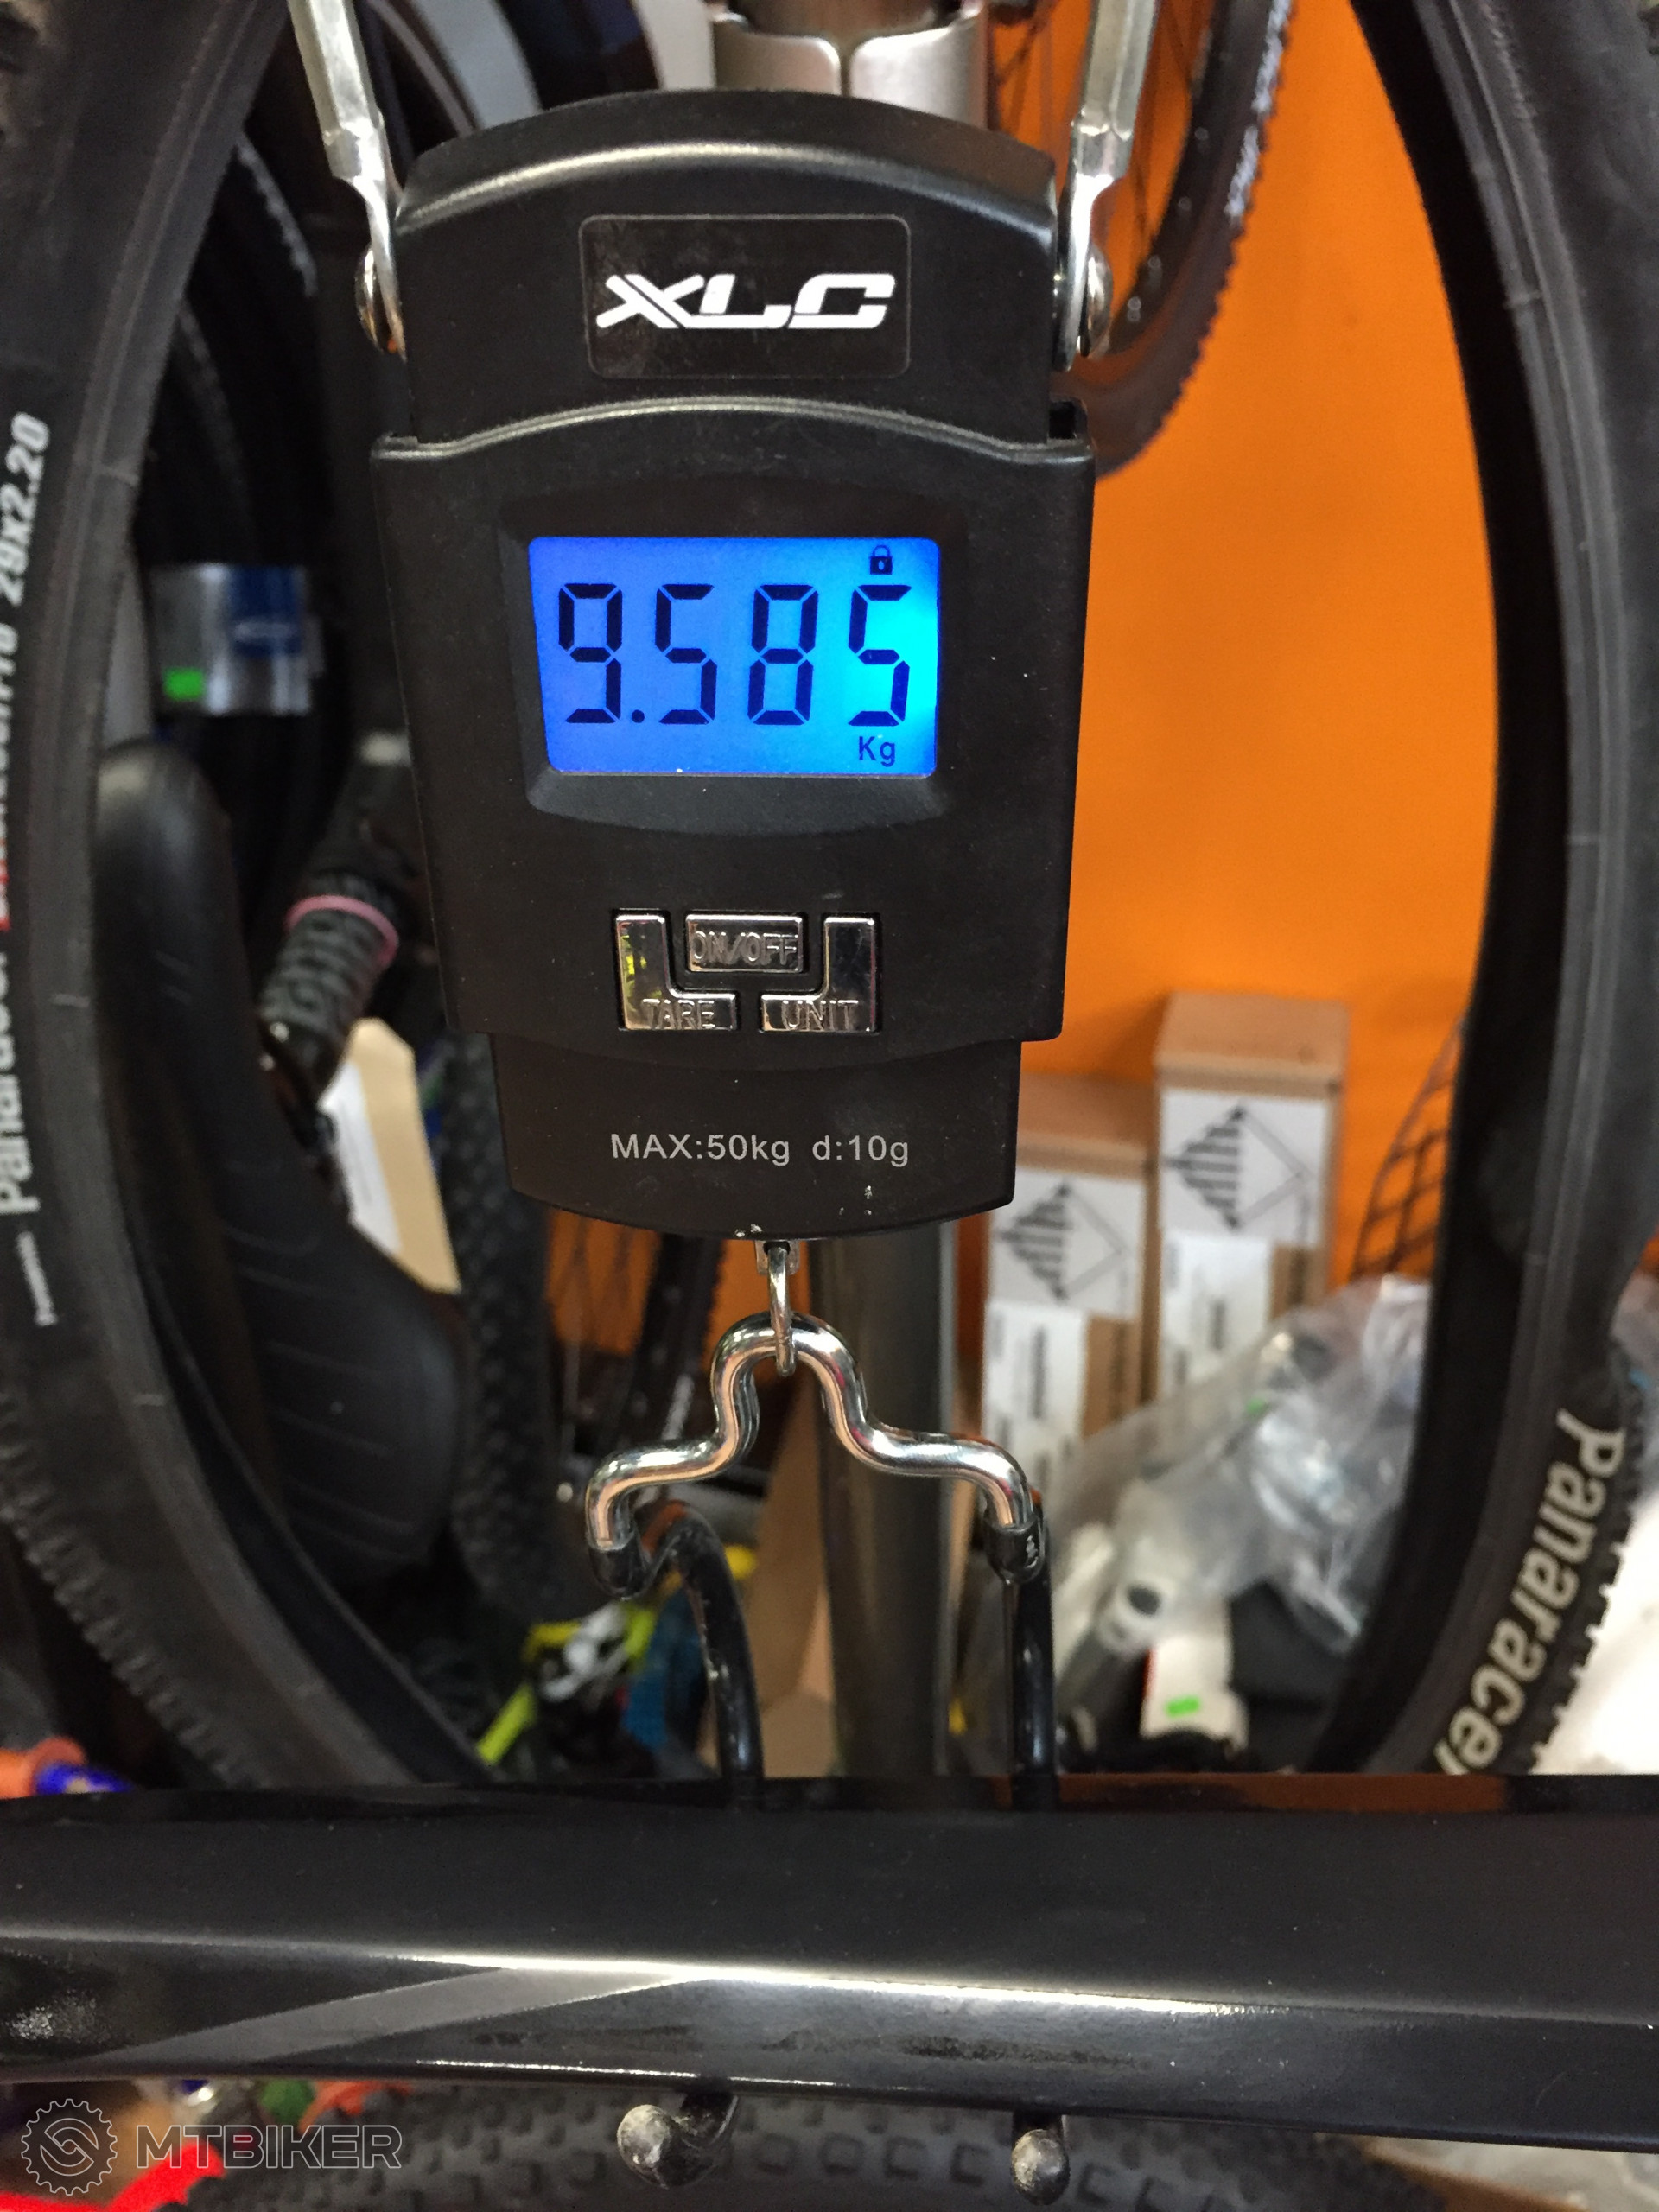 XLC
9.585
Kg
ON/OFF
TARE
UNIT
MAX:50kg d:10g
29x2.20
Panaracer
Panaracer
MTBIKER